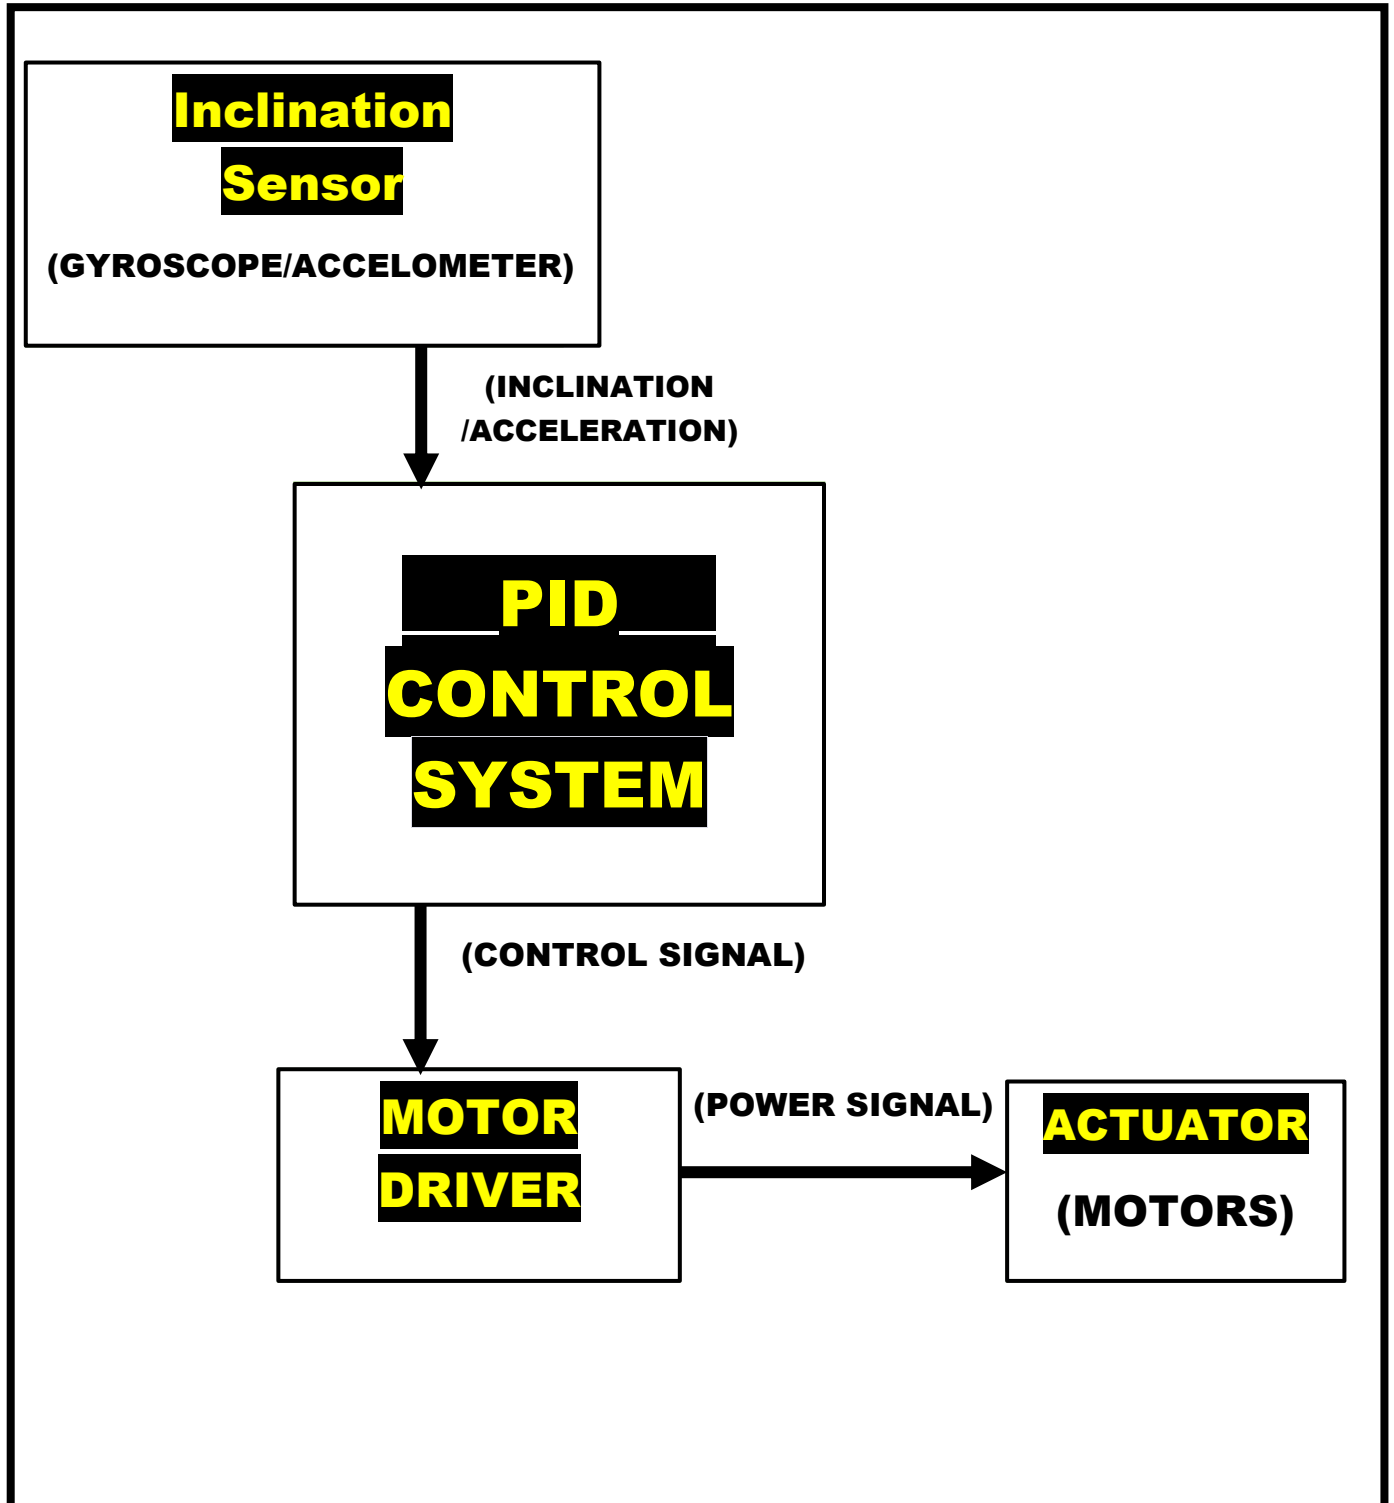 Inclination
Sensor
(GYROSCOPE/ACCELOMETER)
(INCLINATION
/ACCELERATION)
PID
CONTROL
SYSTEM
(CONTROL SIGNAL)
MOTOR
DRIVER
(POWER SIGNAL)
ACTUATOR
(MOTORS)